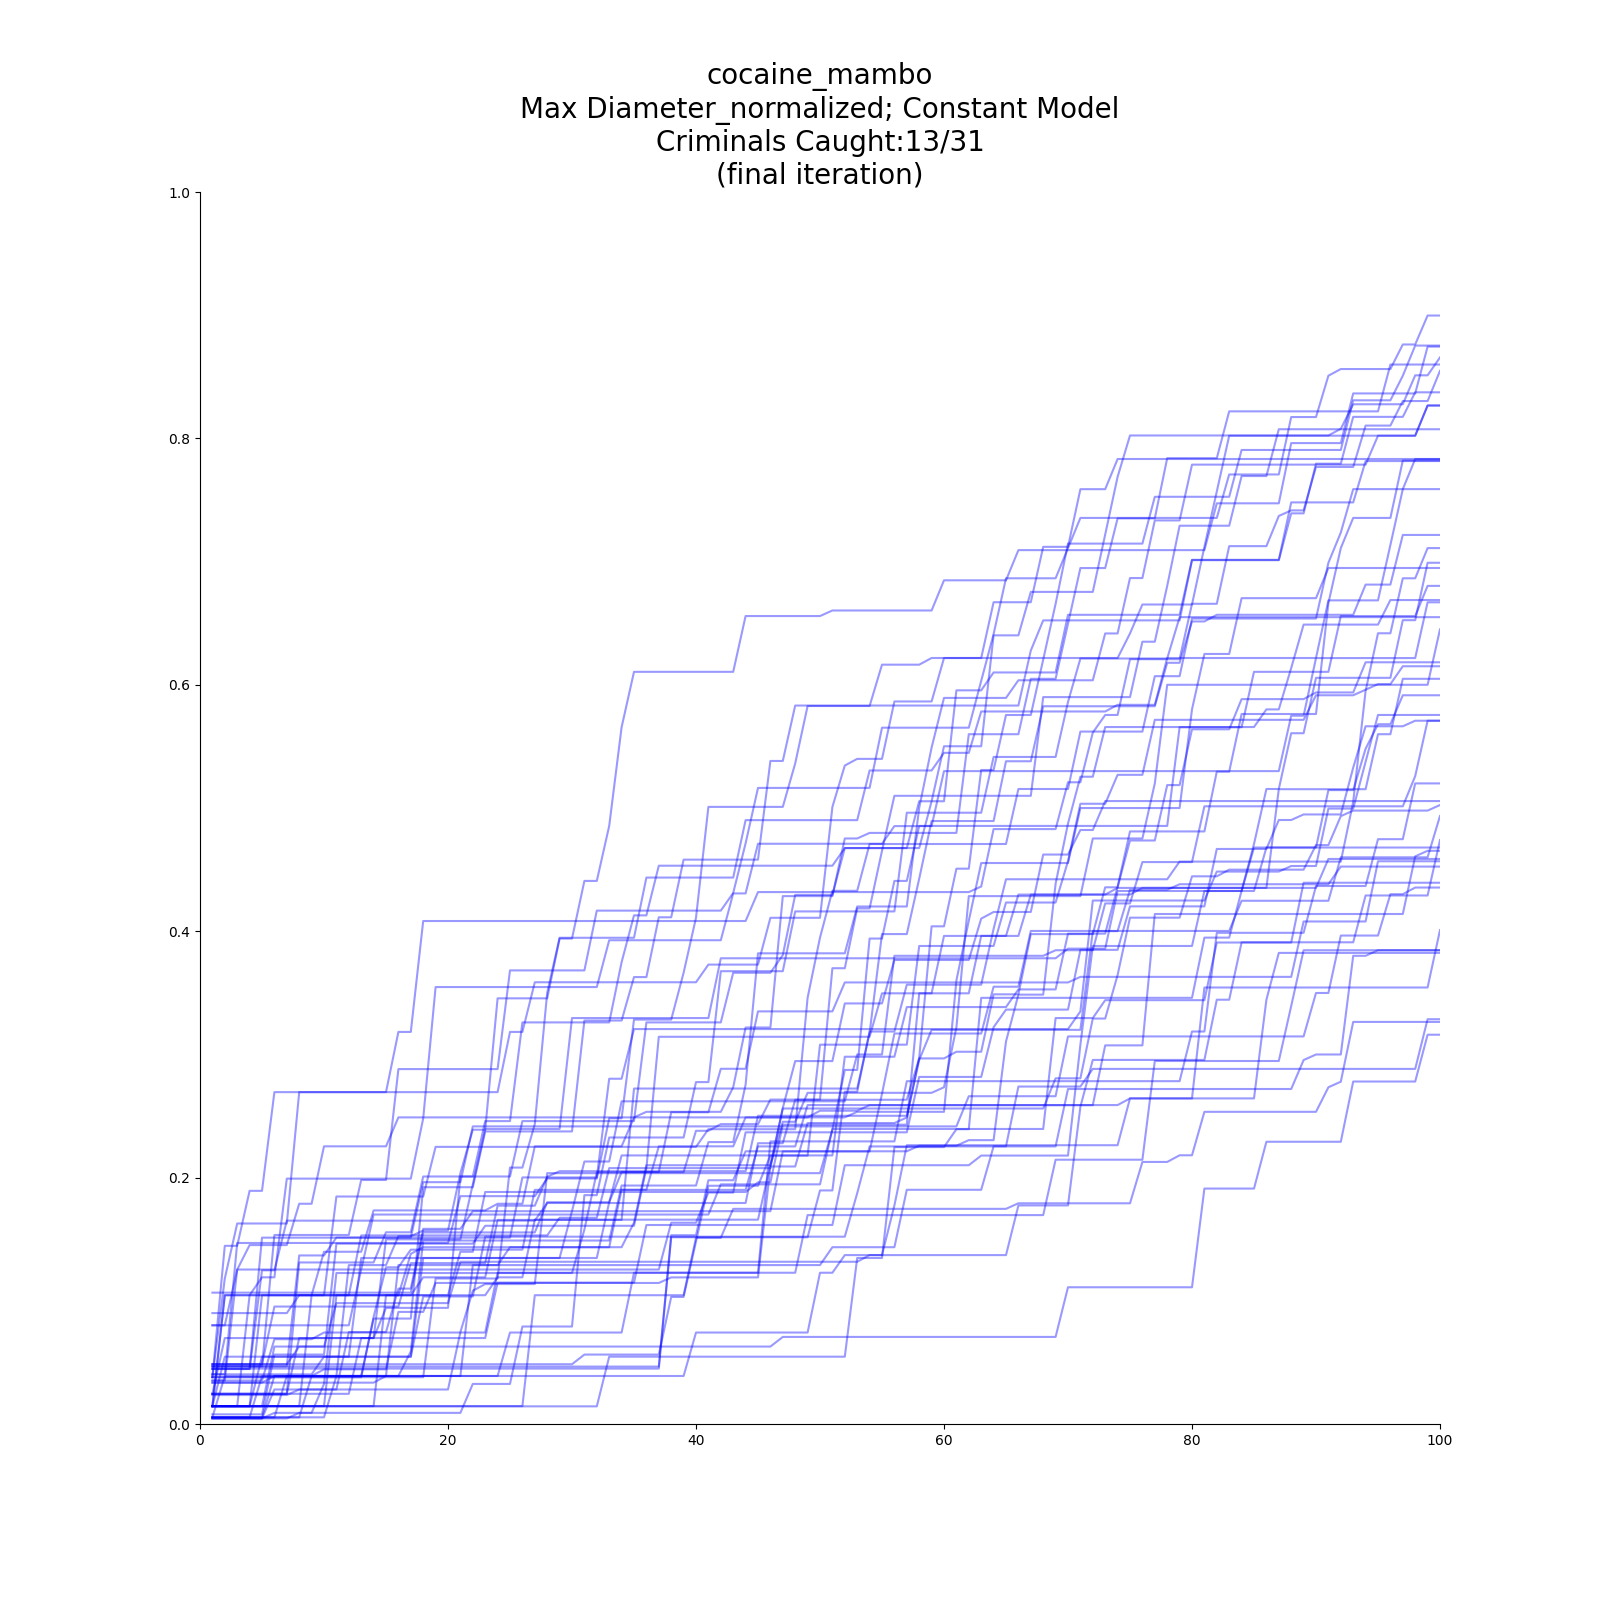 cocaine_mambo
Max Diameter_normalized; Constant Model
Criminals Caught:13/31
(final iteration)
1.0
0.8
0.6
0.4
0.2
0.0
0 20 40 60 80 100